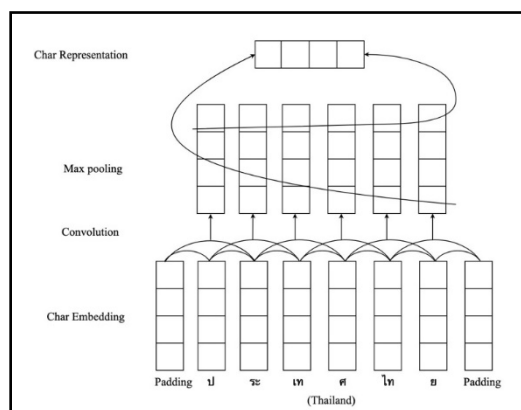 Char Representation
Max pooling
Convolution
Char Embedding
Padding ป ระ เท ศ ไท ย Padding
(Thailand)